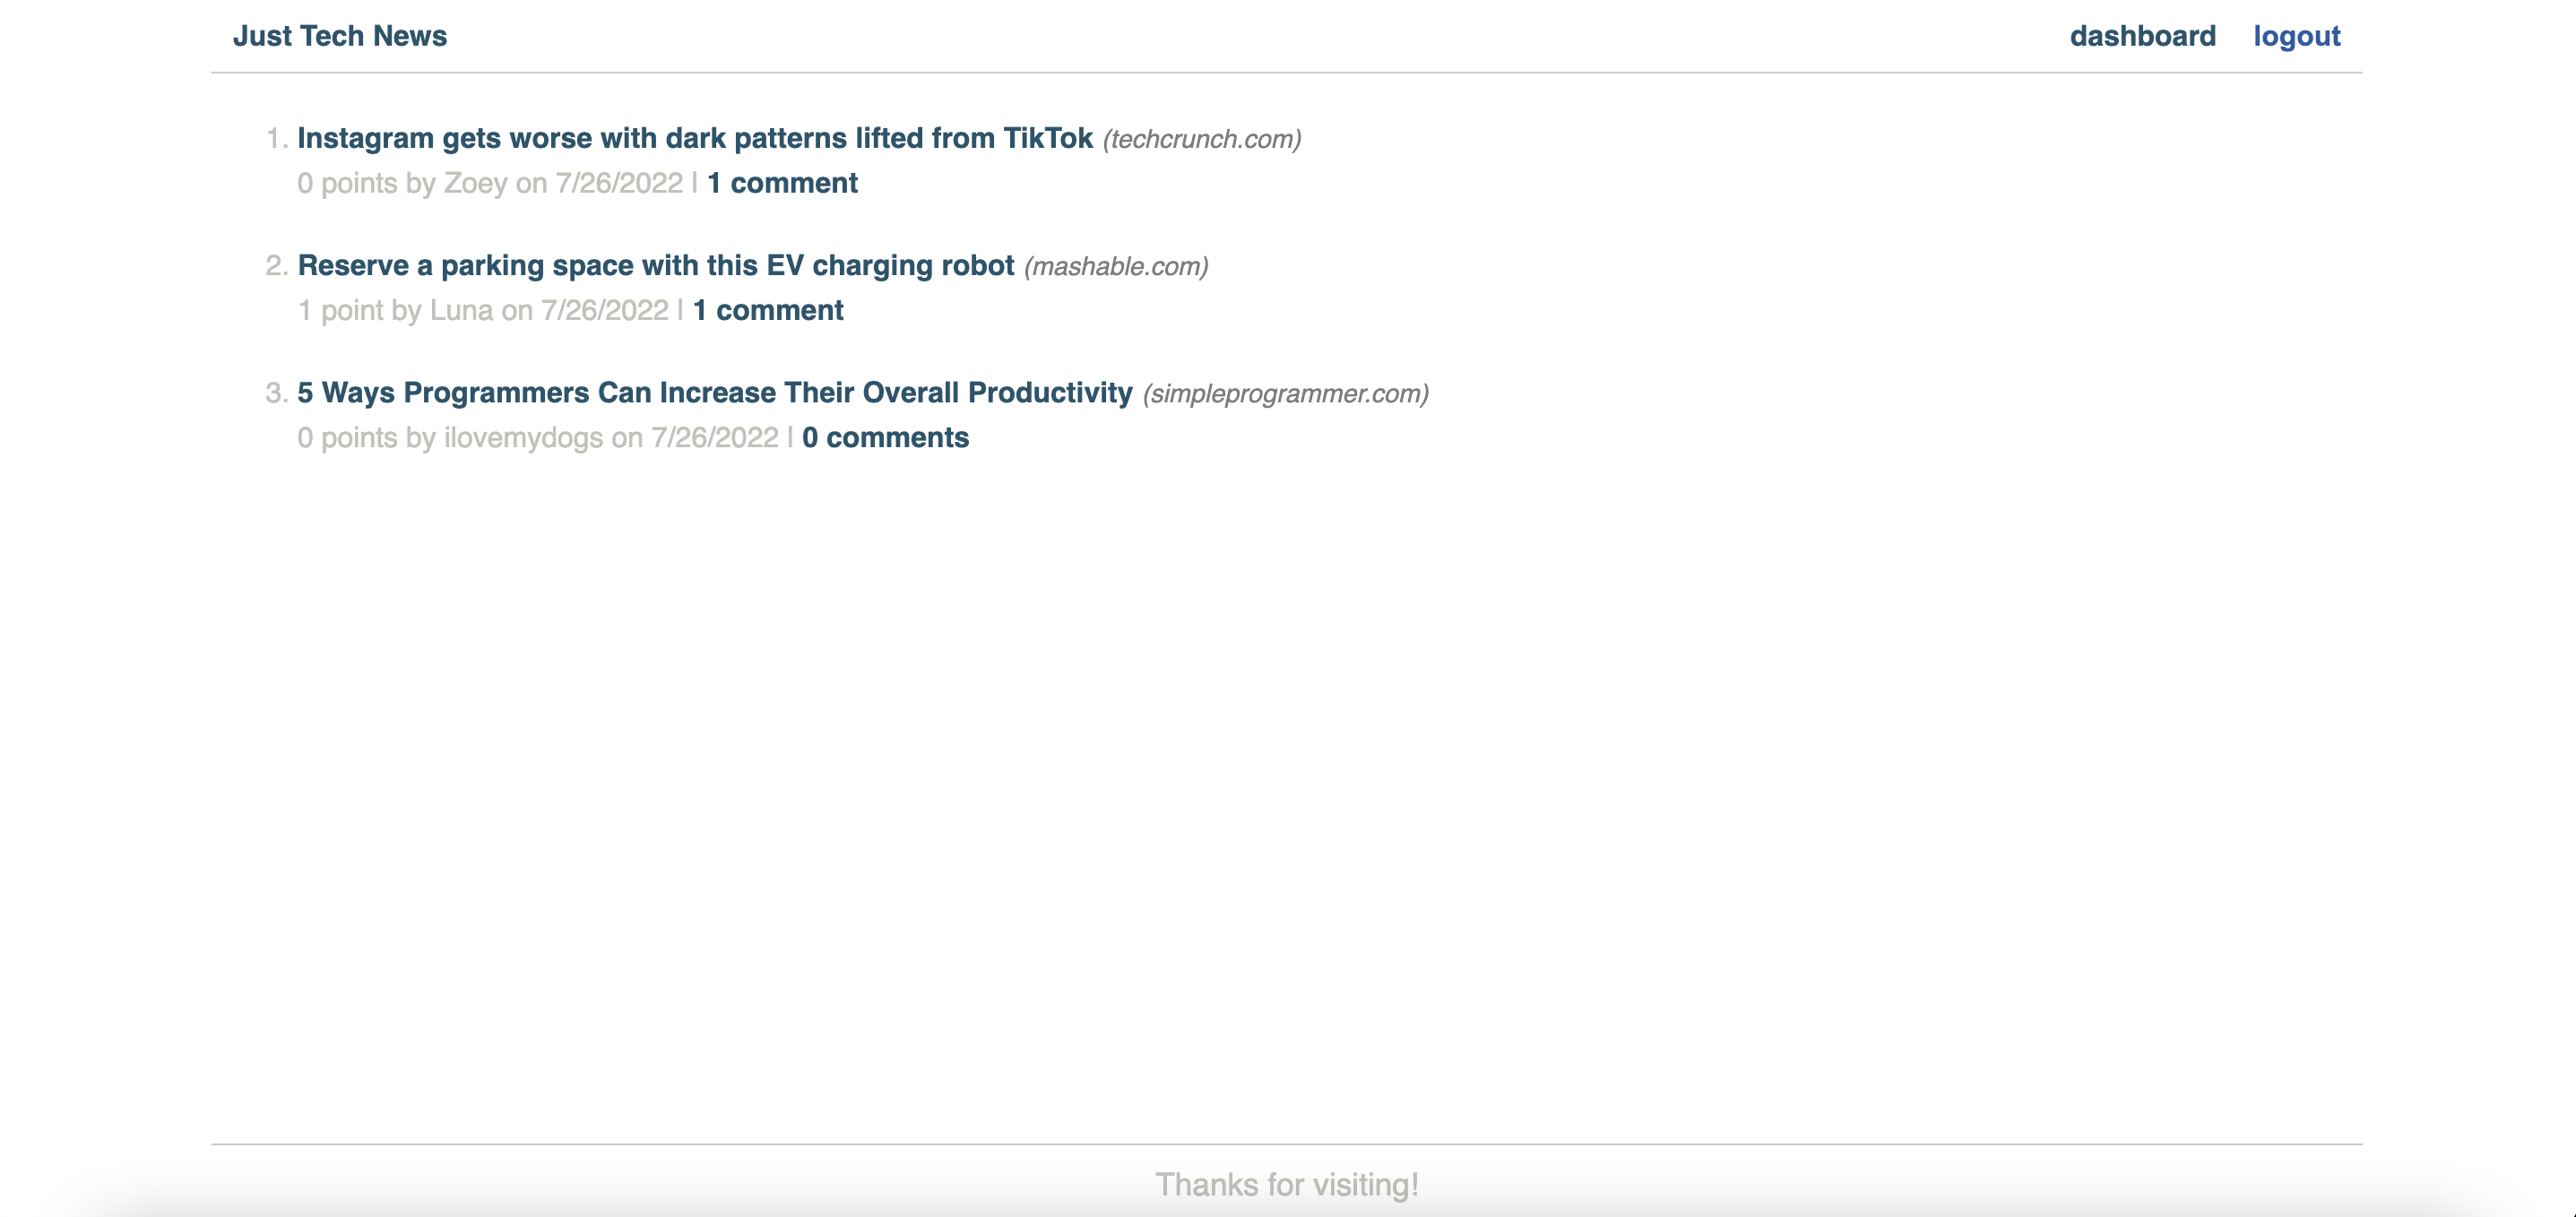 Just Tech News dashboard logout
1. Instagram gets worse with dark patterns lifted from TikTok (techcrunch.com)
0 points by Zoey on 7/26/2022 | 1 comment
2. Reserve a parking space with this EV charging robot (mashable.com)
1 point by Luna on 7/26/2022 | 1 comment
3. 5 Ways Programmers Can Increase Their Overall Productivity (simpleprogrammer.com)
0 points by ilovemydogs on 7/26/2022 | 0 comments
Thanks for visiting!